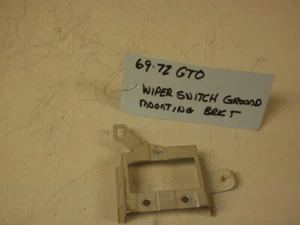 69-72 GTO
WIPER SWITCH GROUND
MOUNTING BRKT